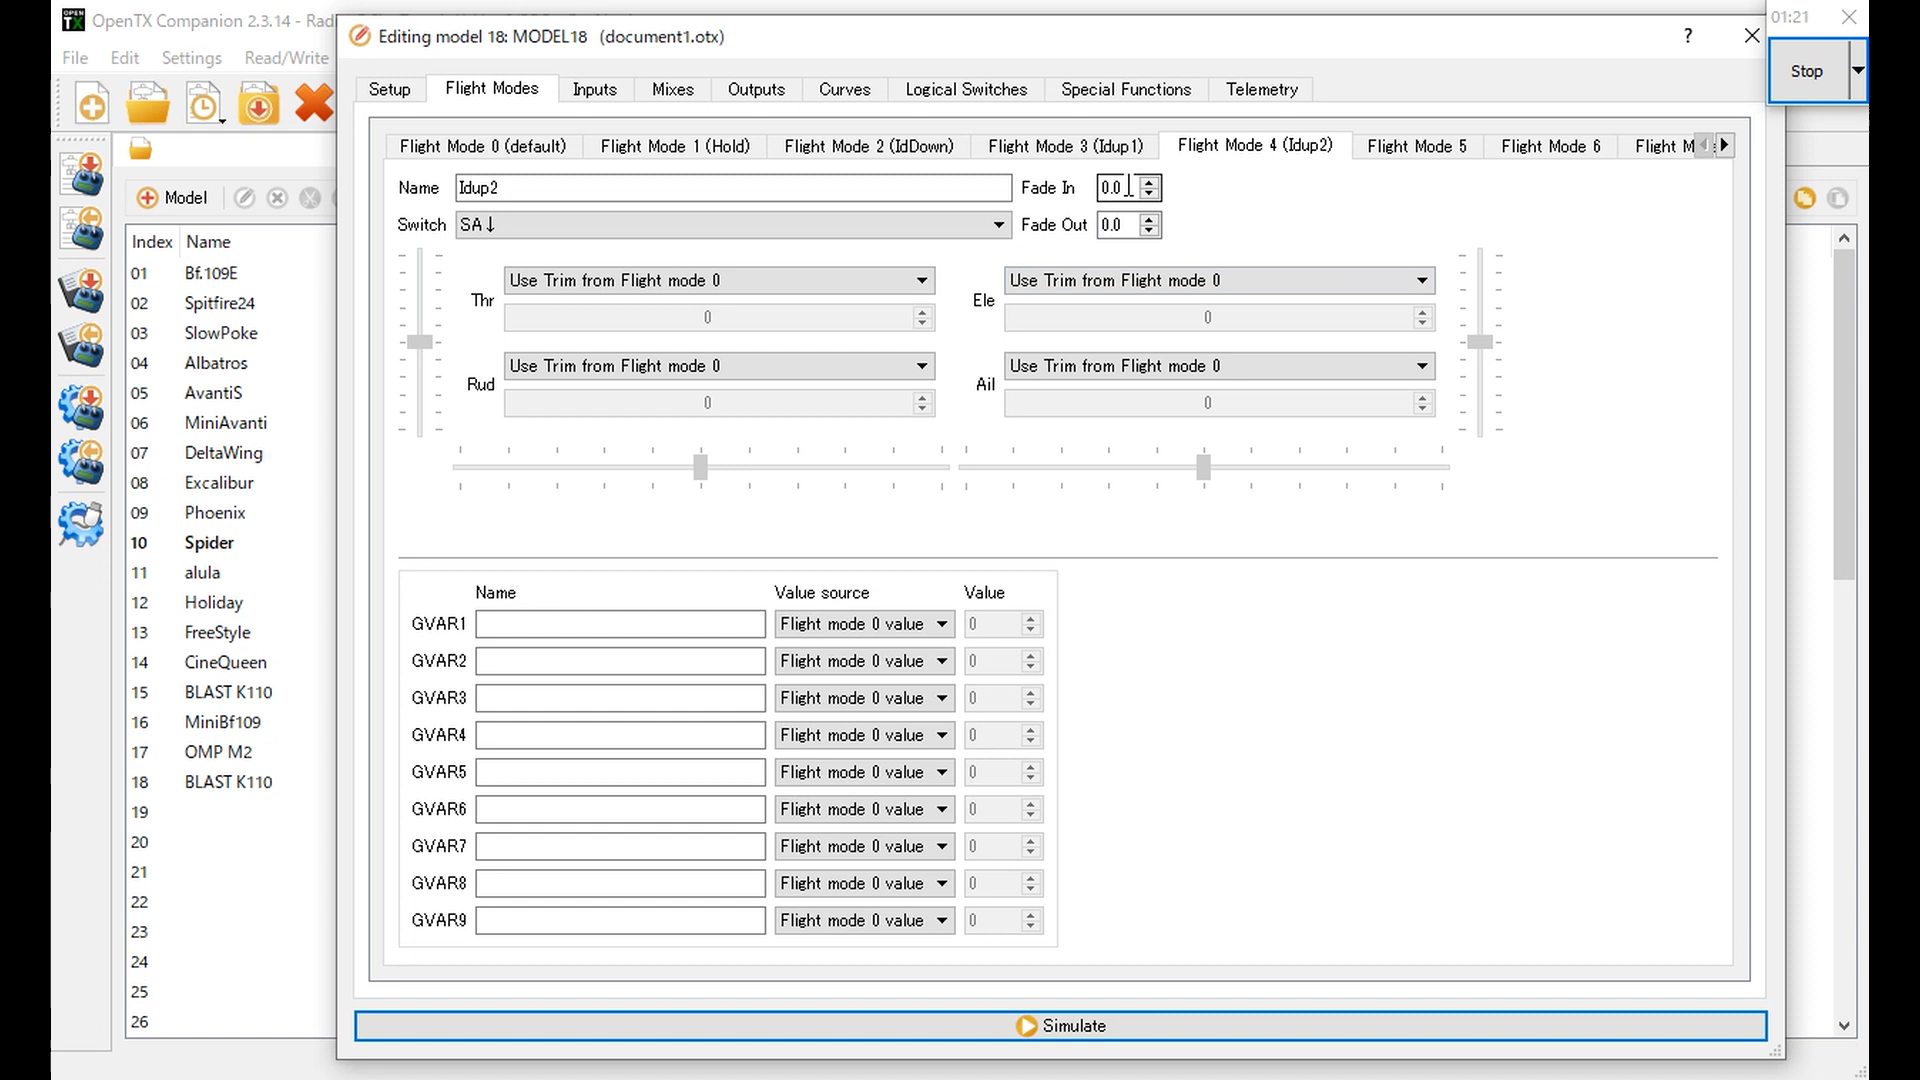 OpenTX Companion 2.3.14 - Rad
01:21
Editing model 18: MODEL18 (document1.otx)
?
File Edit Settings Read/Write
Stop
Setup Flight Modes Inputs Mixes Outputs Curves Logical Switches Special Functions Telemetry
Flight Mode 0 (default) Flight Mode 1 (Hold) Flight Mode 2 (IdDown) Flight Mode 3 (Idup1) Flight Mode 4 (Idup2) Flight Mode 5 Flight Mode 6 Flight M
Model
Name Idup2 Fade In 0.0
Switch SA↓ Fade Out 0.0
Thr Use Trim from Flight mode 0
0
Ele Use Trim from Flight mode 0
0
Rud Use Trim from Flight mode 0
0
Ail Use Trim from Flight mode 0
0
Index Name
01 Bf.109E
02 Spitfire24
03 SlowPoke
04 Albatros
05 AvantiS
06 MiniAvanti
07 DeltaWing
08 Excalibur
09 Phoenix
10 Spider
11 alula
12 Holiday
13 FreeStyle
14 CineQueen
15 BLAST K110
16 MiniBf109
17 OMP M2
18 BLAST K110
19
20
21
22
23
24
25
26
Name Value source Value
GVAR1 Flight mode 0 value 0
GVAR2 Flight mode 0 value 0
GVAR3 Flight mode 0 value 0
GVAR4 Flight mode 0 value 0
GVAR5 Flight mode 0 value 0
GVAR6 Flight mode 0 value 0
GVAR7 Flight mode 0 value 0
GVAR8 Flight mode 0 value 0
GVAR9 Flight mode 0 value 0
Simulate